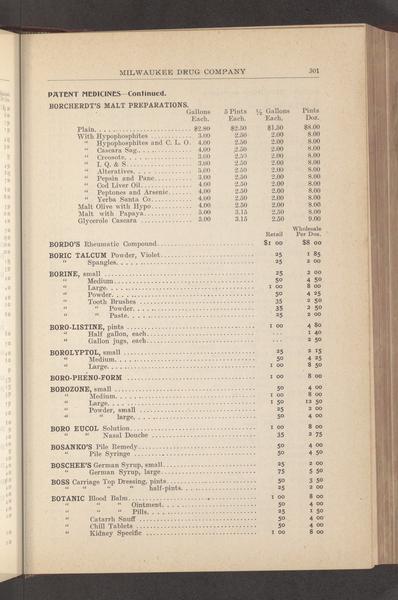 MILWAUKEE DRUG COMPANY 301
PATENT MEDICINES—Continued.
BORCHERDT'S MALT PREPARATIONS.
Gallons Each. 5 Pints Each. ½ Gallons Each. Pints Doz.
Plain $2.80 $2.50 $1.50 $8.00
With Hypophosphites 3.00 2.50 2.00 8.00
" Hypophosphites and C. L. O. 4.00 2.50 2.00 8.00
" Cascara Sag. 4.00 2.50 2.00 8.00
" Creosote 3.00 2.50 2.00 8.00
" I. Q. & S. 3.00 2.50 2.00 8.00
" Alteratives 5.00 2.50 2.00 8.00
" Pepsin and Panc 3.00 2.50 2.00 8.00
" Cod Liver Oil 4.00 2.50 2.00 8.00
" Peptones and Arsenic 4.00 2.50 2.00 8.00
" Yerba Santa Co. 4.00 2.50 2.00 8.00
Malt Olive with Hypo 4.00 2.50 2.00 8.00
Malt with Papaya 5.00 3.15 2.50 8.00
Glycerole Cascara 5.00 3.15 2.50 9.00
Retail Wholesale Per Doz.
BORDO'S Rheumatic Compound $1 00 $8 00
BORIC TALCUM Powder, Violet 25 1 85
" Spangles 25 2 00
BORINE, small 25 2 00
" Medium 50 4 50
" Large 1 00 8 00
" Powder 50 4 25
" Tooth Brushes 35 2 50
" " Powder 35 2 50
" " Paste 25 2 00
BORO-LISTINE, pints 1 00 4 80
" Half gallon, each ... 1 40
" Gallon jugs, each ... 2 50
BOROLYPTOL, small 25 2 15
" Medium 50 4 25
" Large 1 00 8 50
BORO-PHENO-FORM 1 00 8 00
BOROZONE, small 50 4 00
" Medium 1 00 8 00
" Large 1 50 12 50
" Powder, small 25 2 00
" " large 50 4 00
BORO EUCOL Solution 1 00 8 00
" " Nasal Douche 35 2 75
BOSANKO'S Pile Remedy 50 4 00
" Pile Syringe 50 4 50
BOSCHEE'S German Syrup, small 25 2 00
" German Syrup, large 75 5 50
BOSS Carriage Top Dressing, pints 50 3 50
" " " " half-pints 25 2 00
BOTANIC Blood Balm 1 00 8 00
" " " Ointment 50 4 00
" " " Pills 25 1 50
" Catarrh Snuff 50 4 00
" Chill Tablets 50 4 00
" Kidney Specific 1 00 8 00